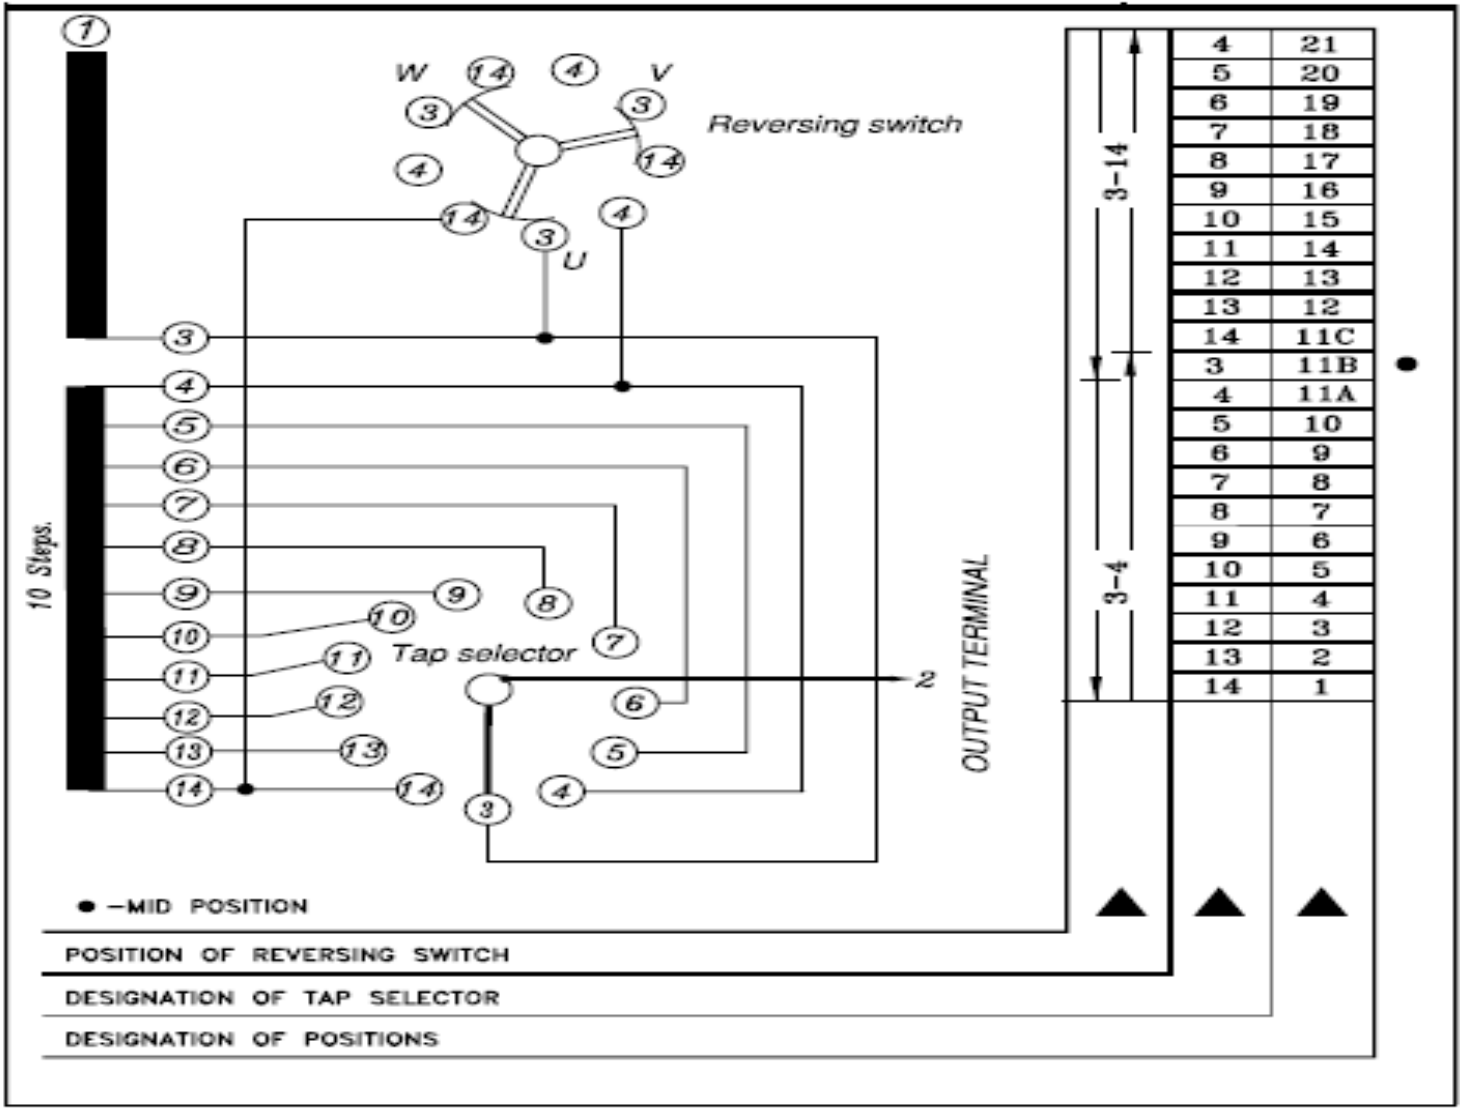 1
W 14 4 V
3 3
Reversing switch
4 14
14 3 4
U
3
4
5
6
7
8
9 9 8
10 10
11 11 Tap selector 7
12 12 6
13 13 5
14 14 3 4
10 Steps.
2
OUTPUT TERMINAL
3-14
3-4
4 21
5 20
6 19
7 18
8 17
9 16
10 15
11 14
12 13
13 12
14 11C
3 11B
4 11A
5 10
6 9
7 8
8 7
9 6
10 5
11 4
12 3
13 2
14 1
-MID POSITION
POSITION OF REVERSING SWITCH
DESIGNATION OF TAP SELECTOR
DESIGNATION OF POSITIONS